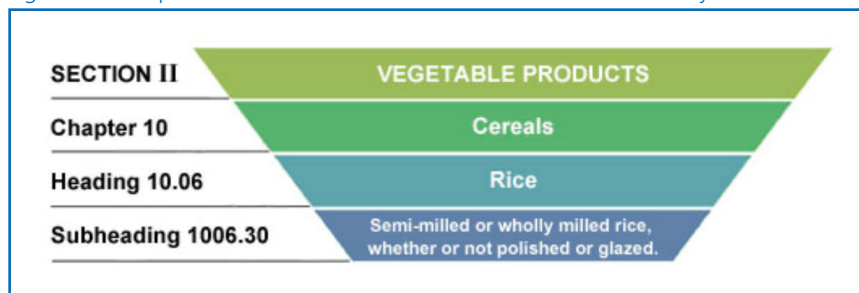 SECTION II VEGETABLE PRODUCTS
Chapter 10 Cereals
Heading 10.06 Rice
Subheading 1006.30 Semi-milled or wholly milled rice,
whether or not polished or glazed.